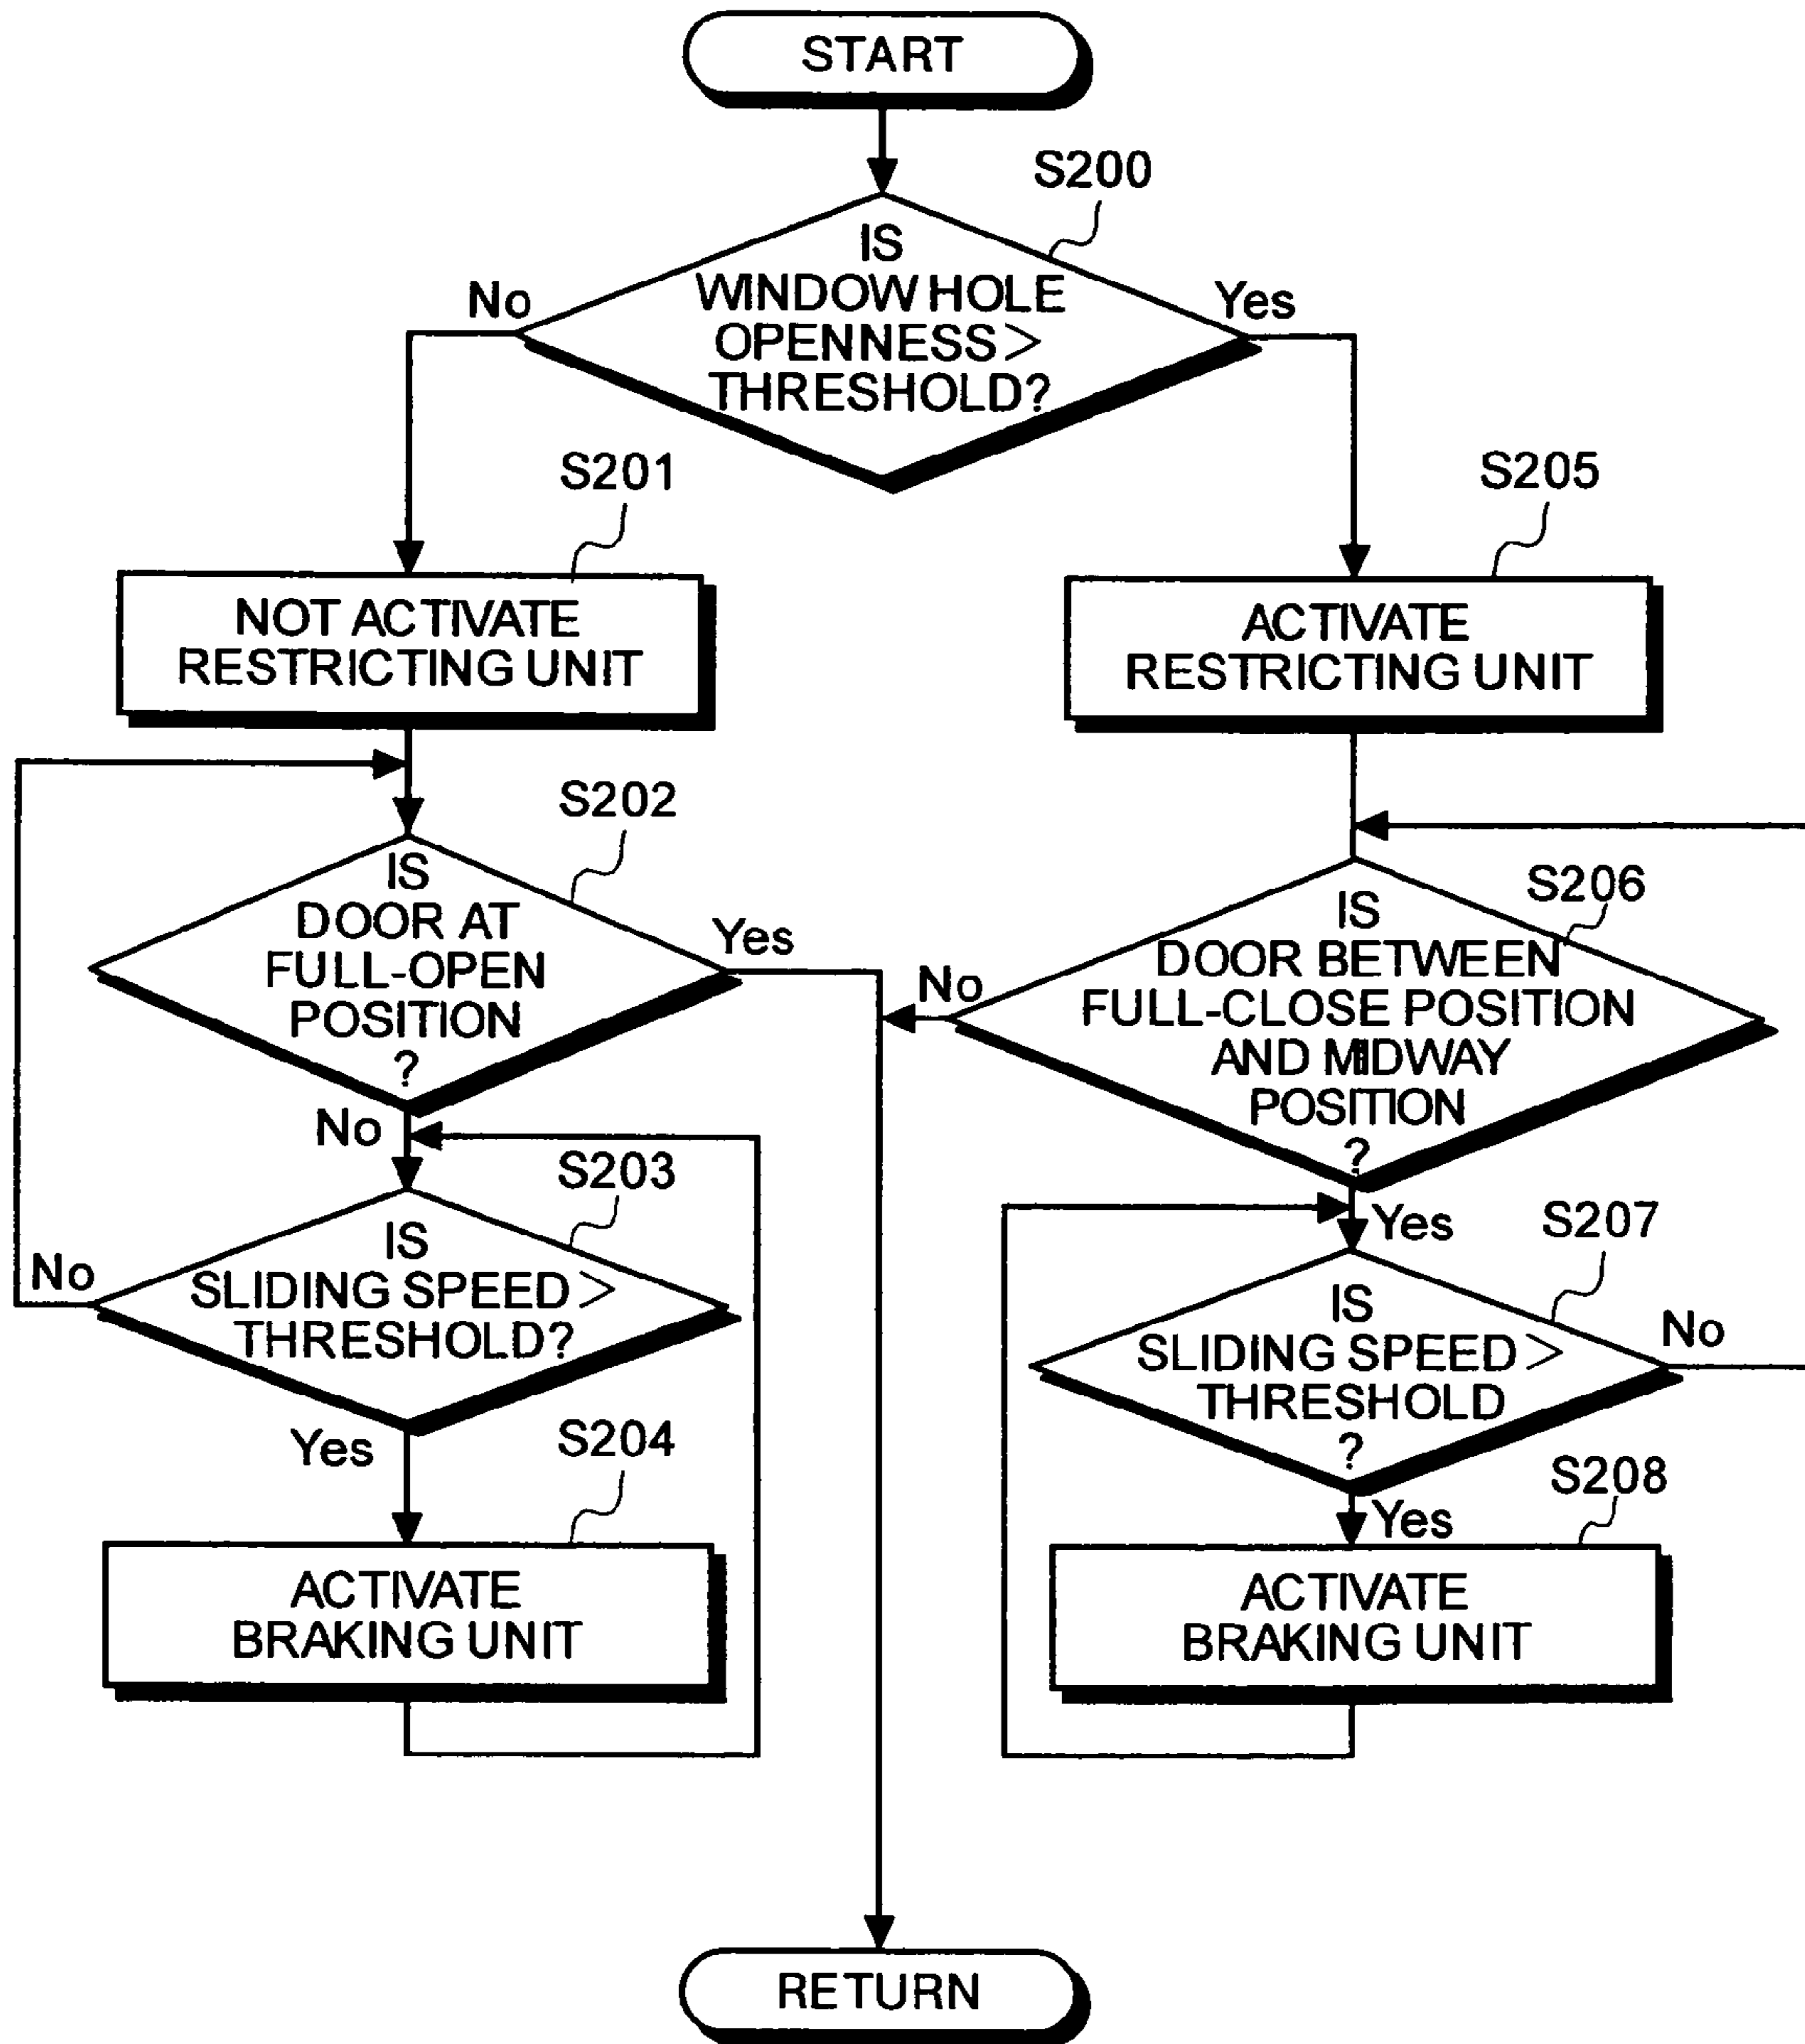 START
S200
IS
WINDOW HOLE
OPENNESS >
THRESHOLD?
No
Yes
S201
NOT ACTIVATE
RESTRICTING UNIT
S205
ACTIVATE
RESTRICTING UNIT
S202
IS
DOOR AT
FULL-OPEN
POSITION
?
Yes
No
S206
IS
DOOR BETWEEN
FULL-CLOSE POSITION
AND MIDWAY
POSITION
?
No
Yes
S203
IS
SLIDING SPEED >
THRESHOLD?
No
Yes
S207
IS
SLIDING SPEED >
THRESHOLD
?
No
Yes
S204
ACTIVATE
BRAKING UNIT
S208
ACTIVATE
BRAKING UNIT
RETURN